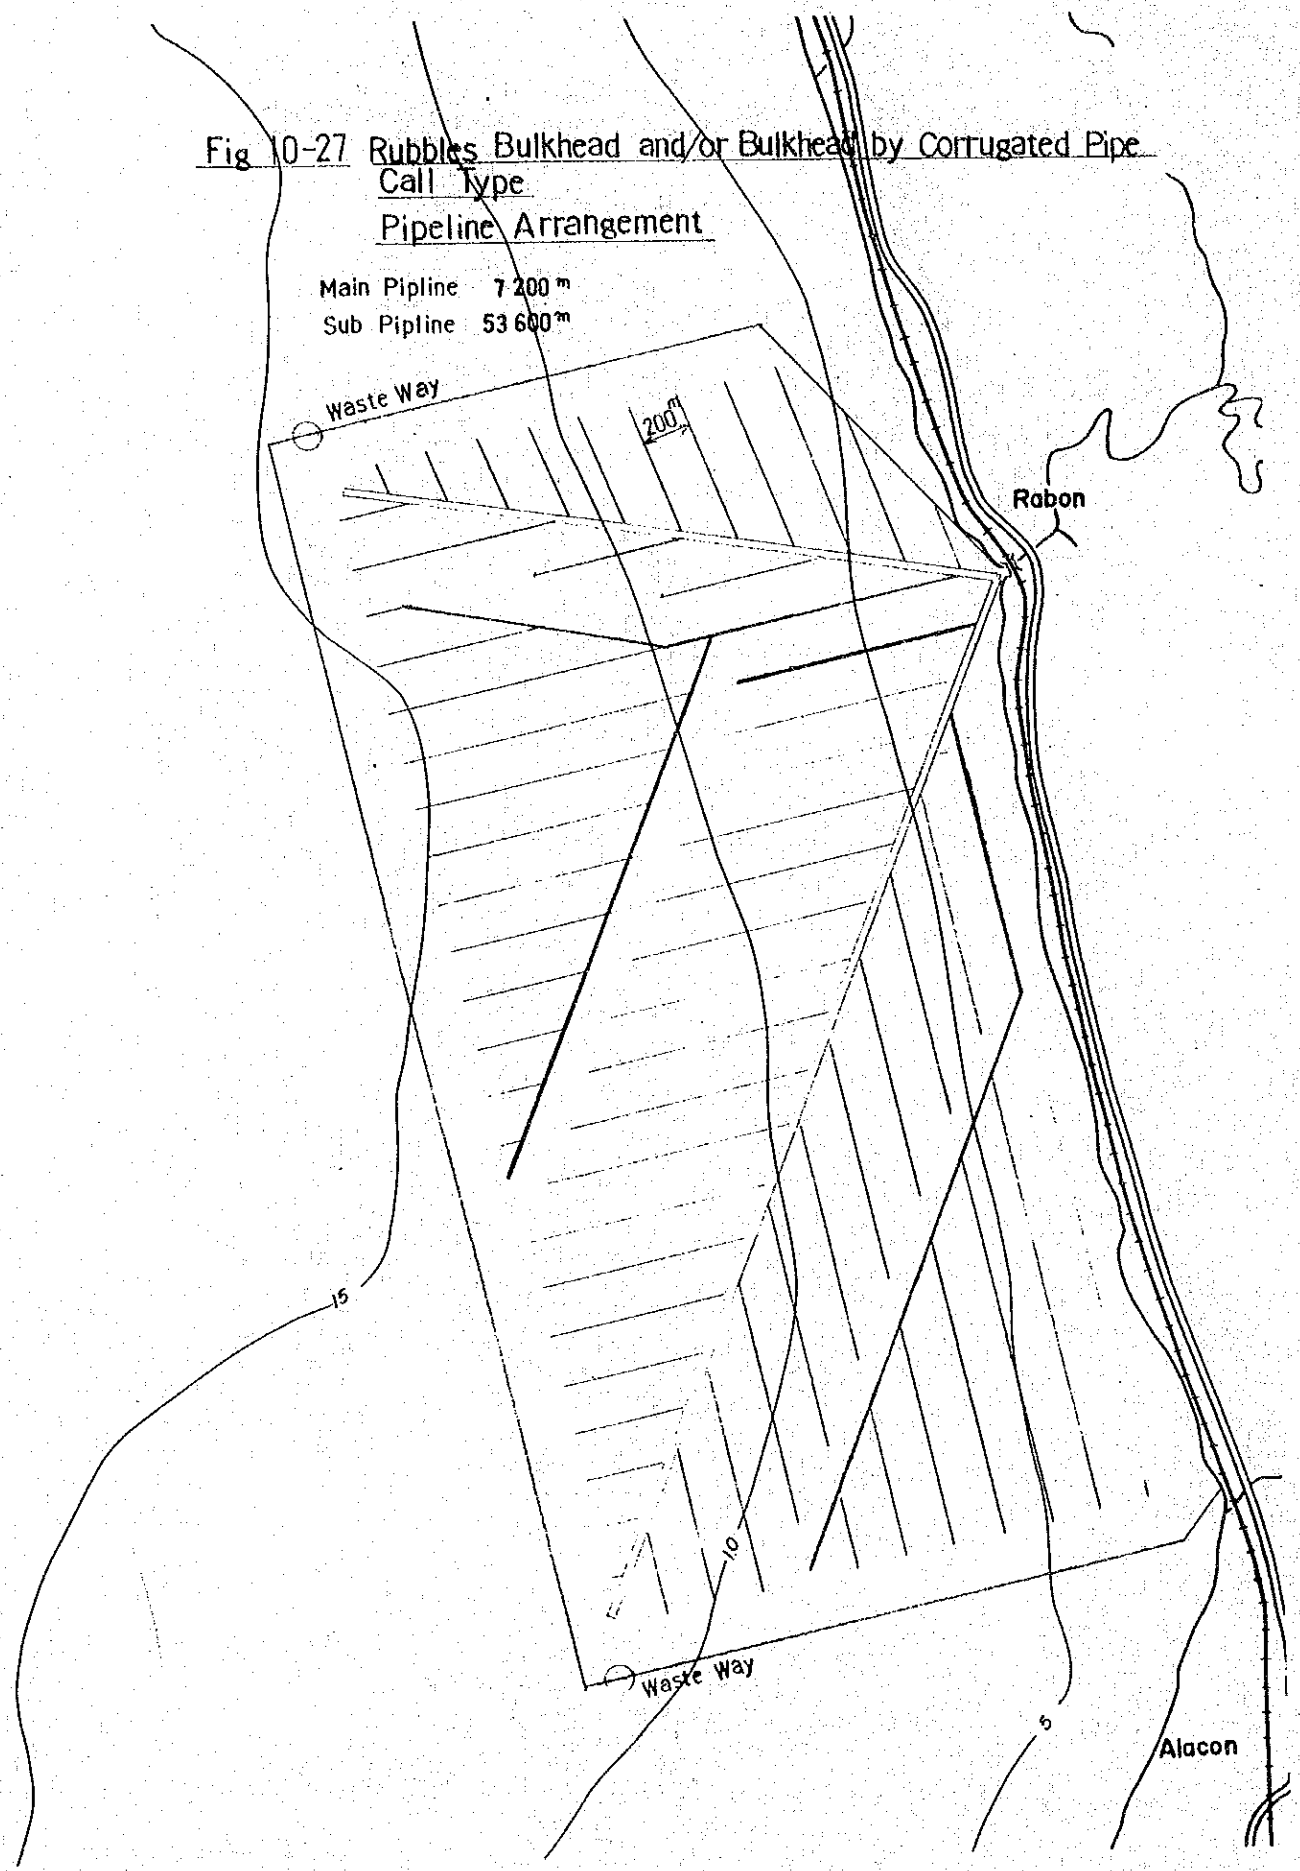 Fig 10-27 Rubbles Bulkhead and/or Bulkhead by Corrugated Pipe
Call Type
Pipeline Arrangement
Main Pipline 7 200 m
Sub Pipline 53 600 m
Waste Way
200 m
Rabon
15
10
Waste Way
5
Alacon